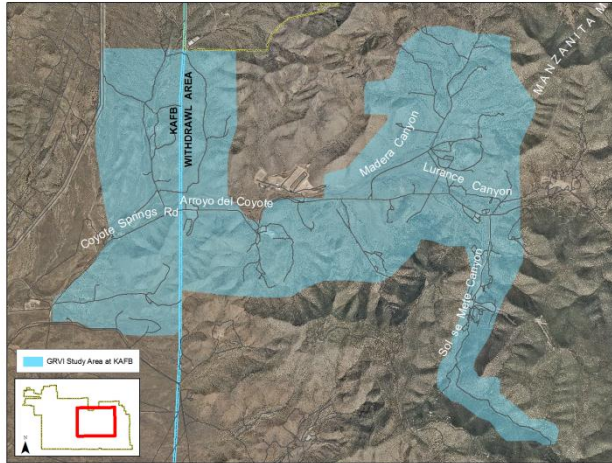 MANZANITA M
KAFB
WITHDRAWL AREA
Madera Canyon
Lurance Canyon
Arroyo del Coyote
Coyote Springs Rd
Sol se Mete Canyon
GRVI Study Area at KAFB